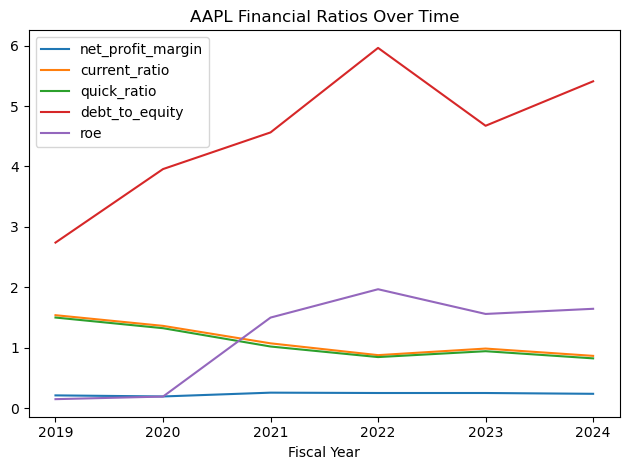 AAPL Financial Ratios Over Time
net_profit_margin
current_ratio
quick_ratio
debt_to_equity
roe
6
5
4
3
2
1
0
2019 2020 2021 2022 2023 2024
Fiscal Year